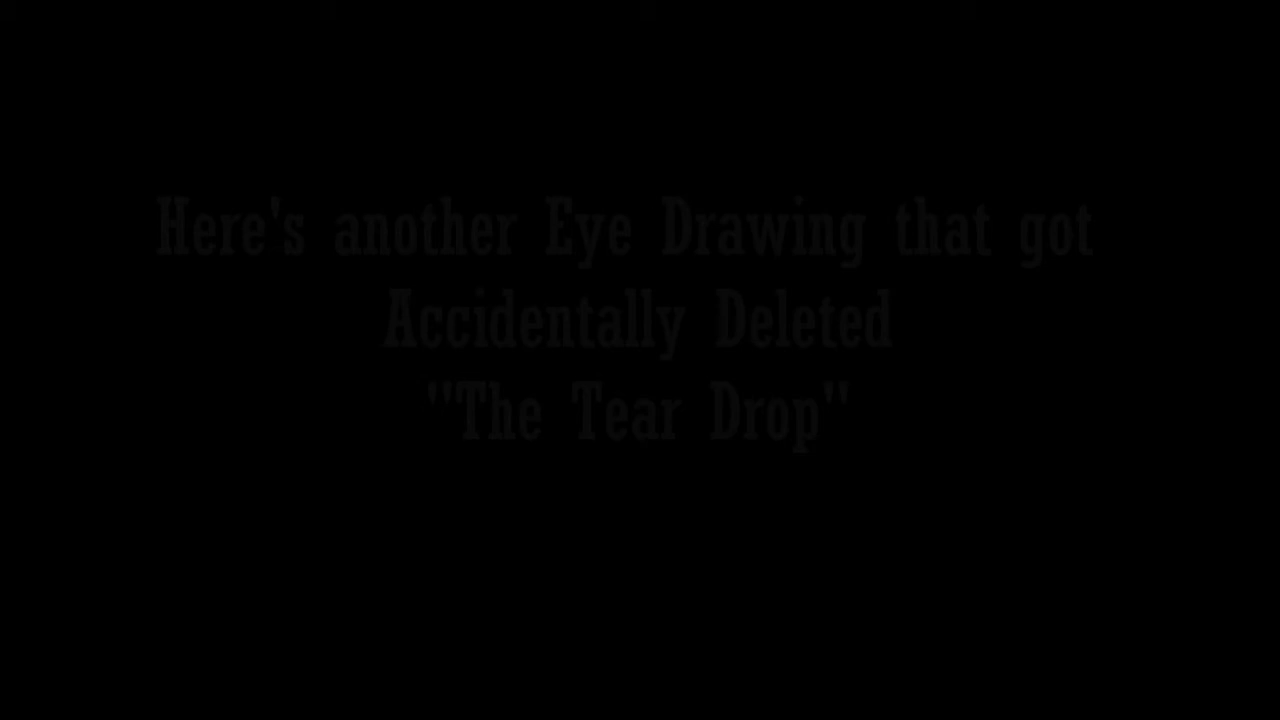 Here's another Eye Drawing that got
Accidentally Deleted
"The Tear Drop"